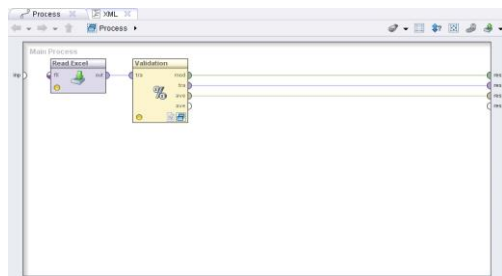 Process
XML
Process
Main Process
Read Excel
Validation
inp
fil
out
tra
mod
tra
ave
ave
res
res
res
res